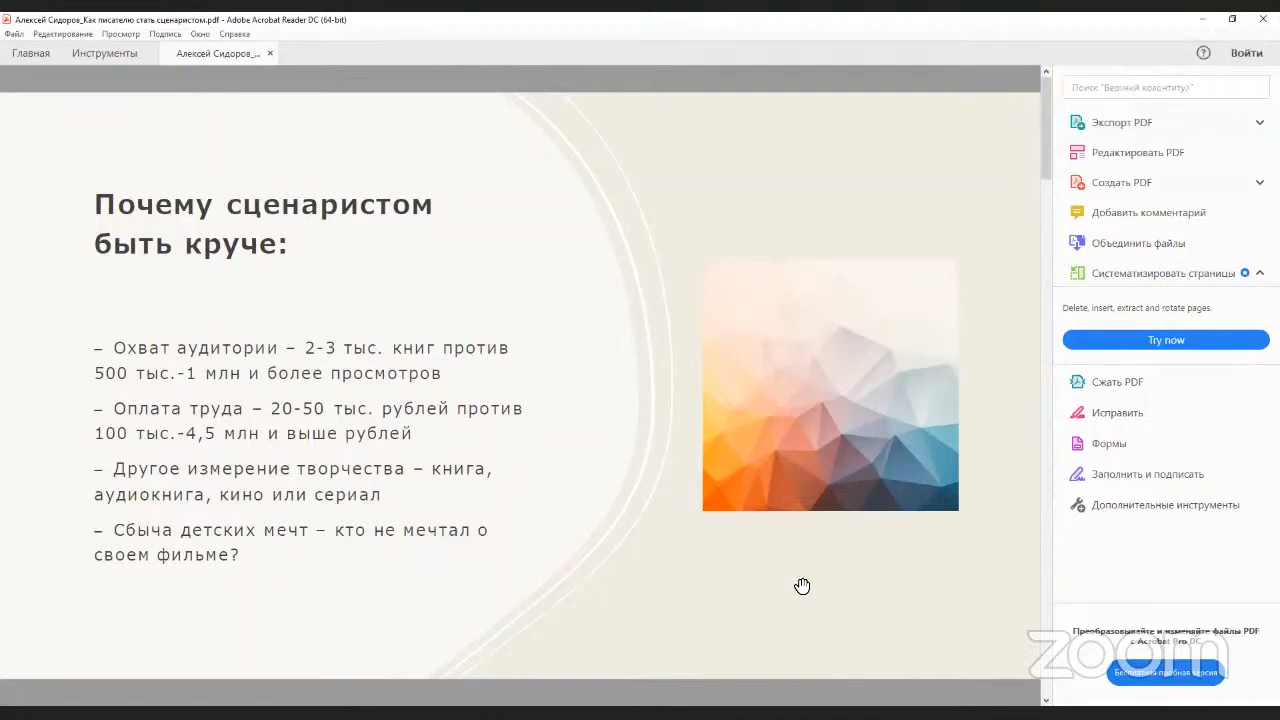 Алексей Сидоров_Как писателю стать сценаристом.pdf - Adobe Acrobat Reader DC (64-bit)
Файл Редактирование Просмотр Подпись Окно Справка
Главная Инструменты Алексей Сидоров_... × Войти
Поиск "Верхний колонтитул"
Экспорт PDF
Редактировать PDF
Создать PDF
Добавить комментарий
Объединить файлы
Систематизировать страницы
Delete, insert, extract and rotate pages.
Try now
Сжать PDF
Исправить
Формы
Заполнить и подписать
Дополнительные инструменты
Преобразовывайте и изменяйте файлы PDF
с Acrobat Pro DC
Бесплатная пробная версия
zoom
Почему сценаристом
быть круче:
– Охват аудитории – 2-3 тыс. книг против
500 тыс.-1 млн и более просмотров
– Оплата труда – 20-50 тыс. рублей против
100 тыс.-4,5 млн и выше рублей
– Другое измерение творчества – книга,
аудиокнига, кино или сериал
– Сбыча детских мечт – кто не мечтал о
своем фильме?